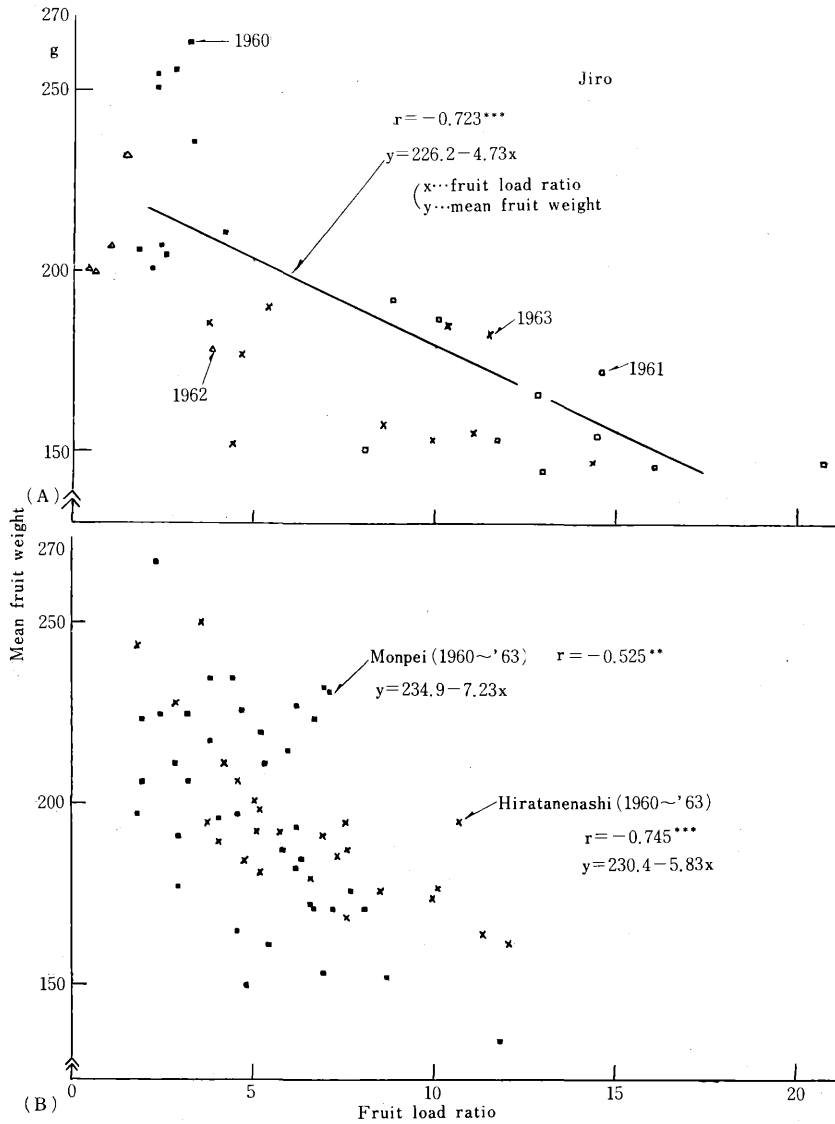 270
g
1960
250
Jiro
r=−0.723***
y=226.2−4.73x
x⋯fruit load ratio
y⋯mean fruit weight
200
1963
1961
1962
150
(A)
Mean fruit weight
270
250
Monpei (1960~'63) r=−0.525**
y=234.9−7.23x
200
Hiratanenashi (1960~'63)
r=−0.745***
y=230.4−5.83x
150
0 5 10 15 20
(B)
Fruit load ratio